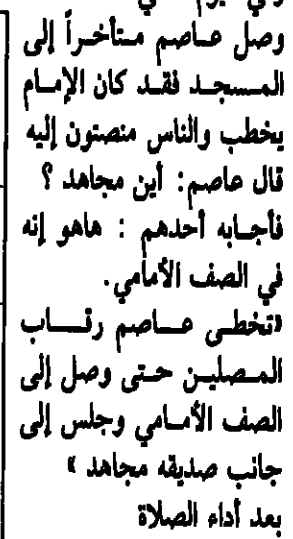 وصل عاصم متأخراً إلى
المسجد فقد كان الإمام
يخطب والناس منصتون إليه
قال عاصم: أين مجاهد ؟
فأجابه أحدهم : هاهو إنه
في الصف الأمامي.
«تخطى عاصم رقاب
المصلين حتى وصل إلى
الصف الأمامي وجلس إلى
جانب صديقه مجاهد »
بعد أداء الصلاة